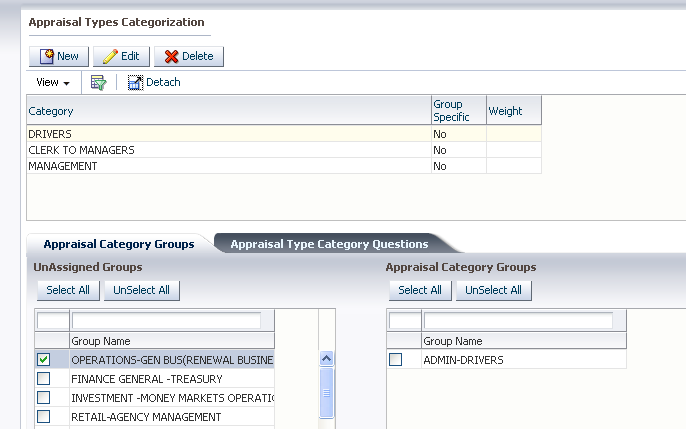 Appraisal Types Categorization
New Edit Delete
View Detach
Category Group Specific Weight
DRIVERS No
CLERK TO MANAGERS No
MANAGEMENT No
Appraisal Category Groups Appraisal Type Category Questions
UnAssigned Groups Appraisal Category Groups
Select All UnSelect All Select All UnSelect All
Group Name Group Name
OPERATIONS-GEN BUS(RENEWAL BUSINE ADMIN-DRIVERS
FINANCE GENERAL -TREASURY
INVESTMENT -MONEY MARKETS OPERATIO
RETAIL-AGENCY MANAGEMENT